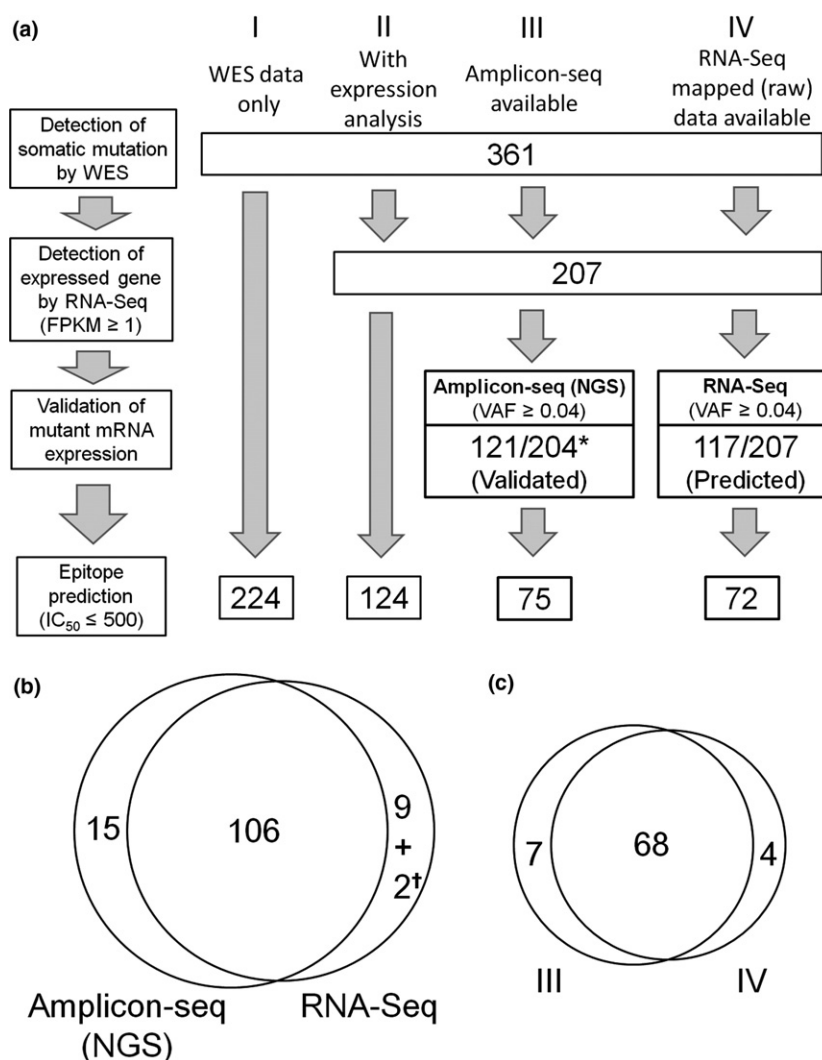 (a)
I
II
III
IV
WES data
only
With
expression
analysis
Amplicon-seq
available
RNA-Seq
mapped (raw)
data available
Detection of
somatic mutation
by WES
361
Detection of
expressed gene
by RNA-Seq
(FPKM ≥ 1)
207
Validation of
mutant mRNA
expression
Amplicon-seq (NGS)
(VAF ≥ 0.04)
121/204*
(Validated)
RNA-Seq
(VAF ≥ 0.04)
117/207
(Predicted)
Epitope
prediction
(IC50 ≤ 500)
224
124
75
72
(b)
15
106
9
+
2†
Amplicon-seq
(NGS)
RNA-Seq
(c)
7
68
4
III
IV